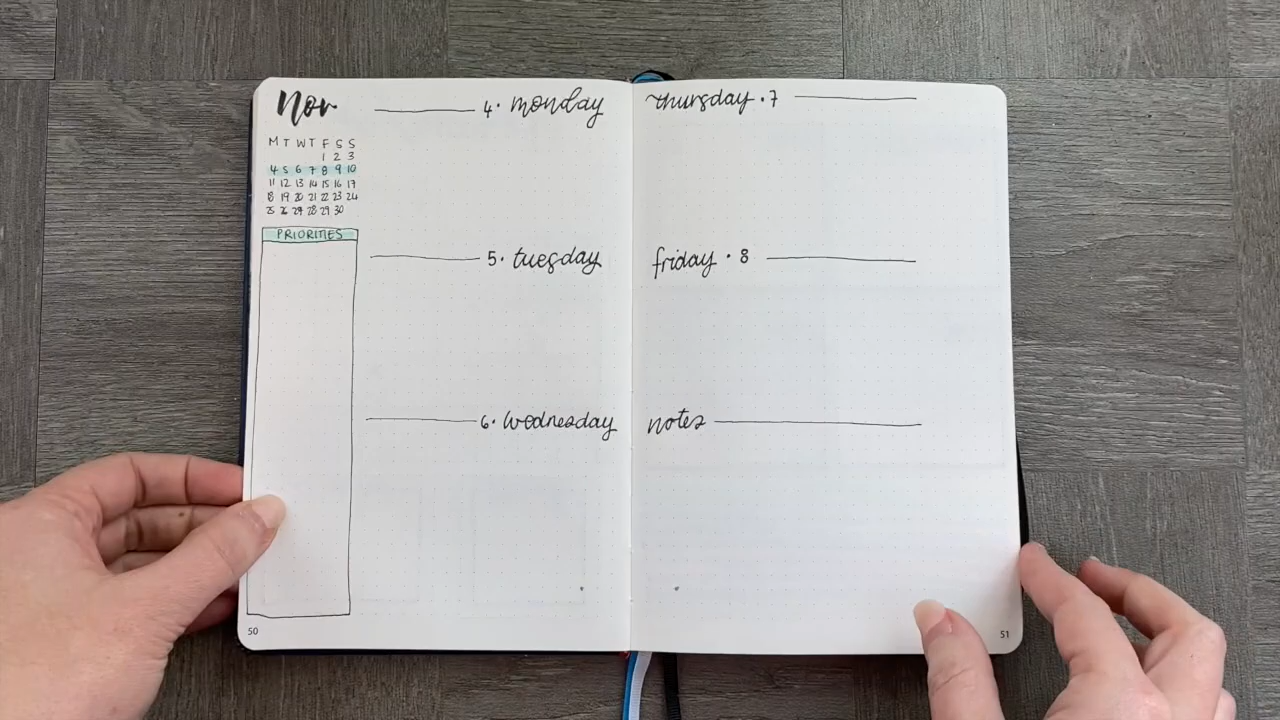 Nov
M T W T F S S
1 2 3
4 5 6 7 8 9 10
11 12 13 14 15 16 17
18 19 20 21 22 23 24
25 26 27 28 29 30
PRIORITIES
4. monday
5. tuesday
6. wednesday
50
thursday . 7
friday . 8
notes
51